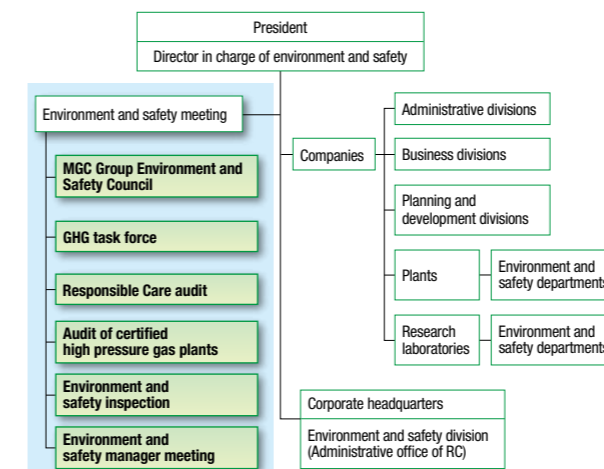 President
Director in charge of environment and safety
Environment and safety meeting
MGC Group Environment and
Safety Council
GHG task force
Responsible Care audit
Audit of certified
high pressure gas plants
Environment and
safety inspection
Environment and
safety manager meeting
Companies
Administrative divisions
Business divisions
Planning and
development divisions
Plants
Environment and
safety departments
Research
laboratories
Environment and
safety departments
Corporate headquarters
Environment and safety division
(Administrative office of RC)